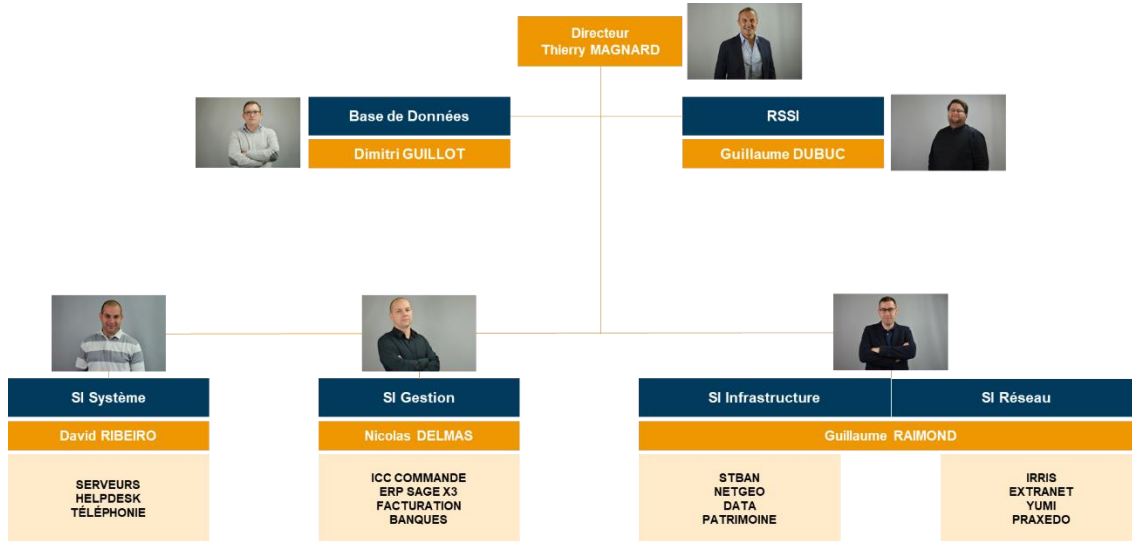 Directeur
Thierry MAGNARD
Base de Données
Dimitri GUILLOT
RSSI
Guillaume DUBUC
SI Système
David RIBEIRO
SERVEURS
HELPDESK
TÉLÉPHONIE
SI Gestion
Nicolas DELMAS
ICC COMMANDE
ERP SAGE X3
FACTURATION
BANQUES
SI Infrastructure
SI Réseau
Guillaume RAIMOND
STBAN
NETGEO
DATA
PATRIMOINE
IRRIS
EXTRANET
YUMI
PRAXEDO